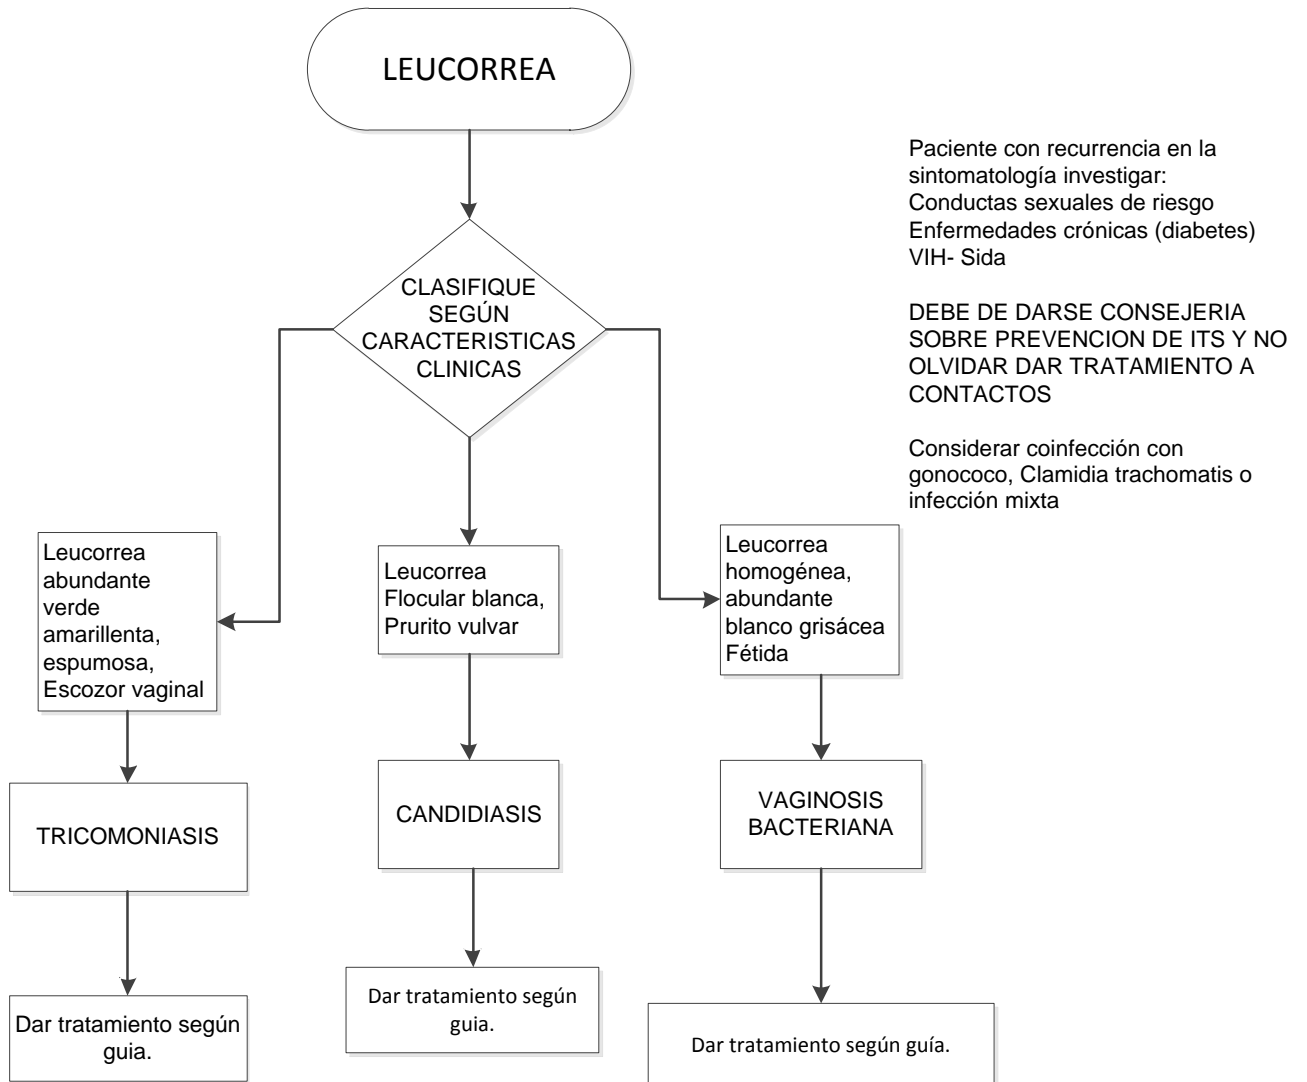 LEUCORREA
Paciente con recurrencia en la
sintomatología investigar:
Conductas sexuales de riesgo
Enfermedades crónicas (diabetes)
VIH- Sida
DEBE DE DARSE CONSEJERIA
SOBRE PREVENCION DE ITS Y NO
OLVIDAR DAR TRATAMIENTO A
CONTACTOS
Considerar coinfección con
gonococo, Clamidia trachomatis o
infección mixta
CLASIFIQUE
SEGÚN
CARACTERISTICAS
CLINICAS
Leucorrea
abundante
verde
amarillenta,
espumosa,
Escozor vaginal
Leucorrea
Flocular blanca,
Prurito vulvar
Leucorrea
homogénea,
abundante
blanco grisácea
Fétida
TRICOMONIASIS
CANDIDIASIS
VAGINOSIS
BACTERIANA
Dar tratamiento según
guia.
Dar tratamiento según
guia.
Dar tratamiento según guía.